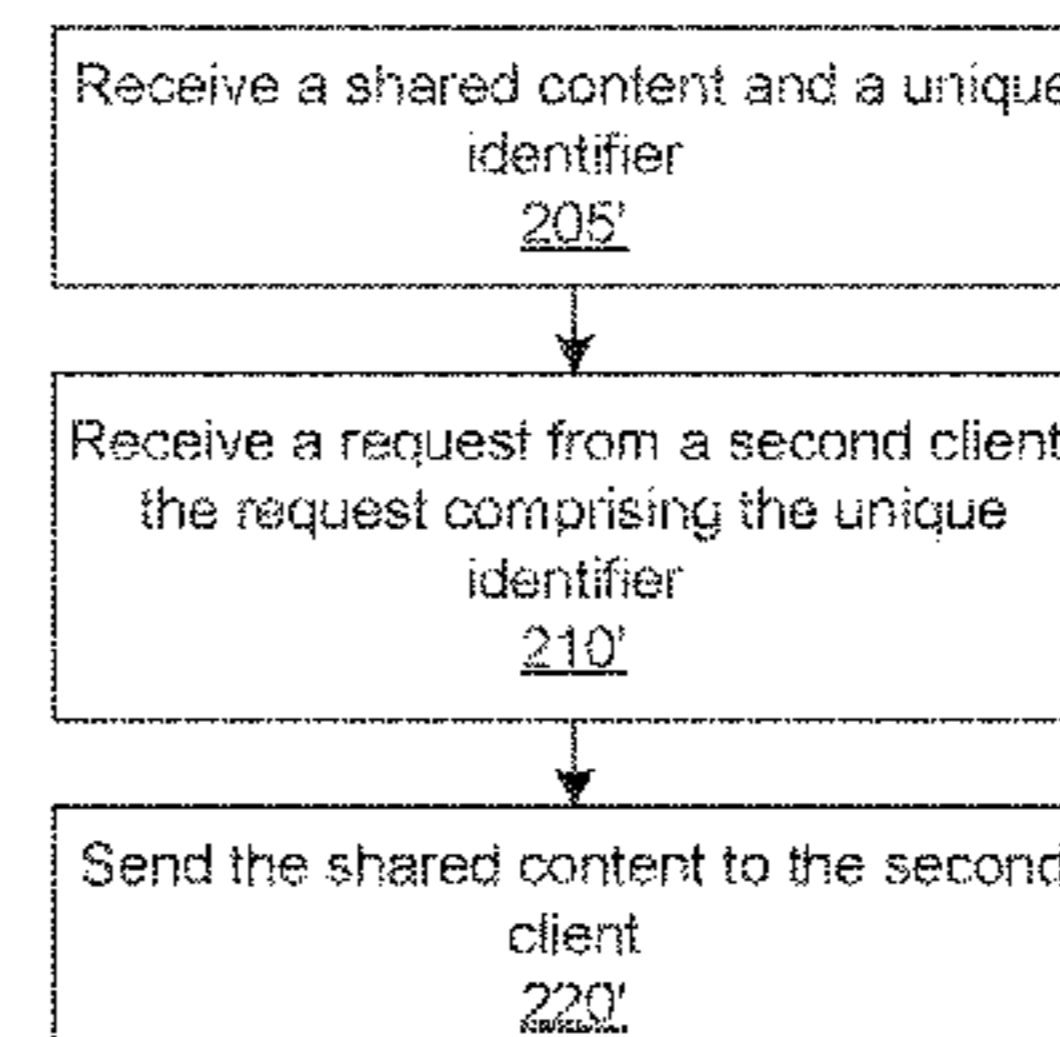 Receive a shared content and a unique
identifier
205'
Receive a request from a second client
the request comprising the unique
identifier
210'
Send the shared content to the second
client
220'